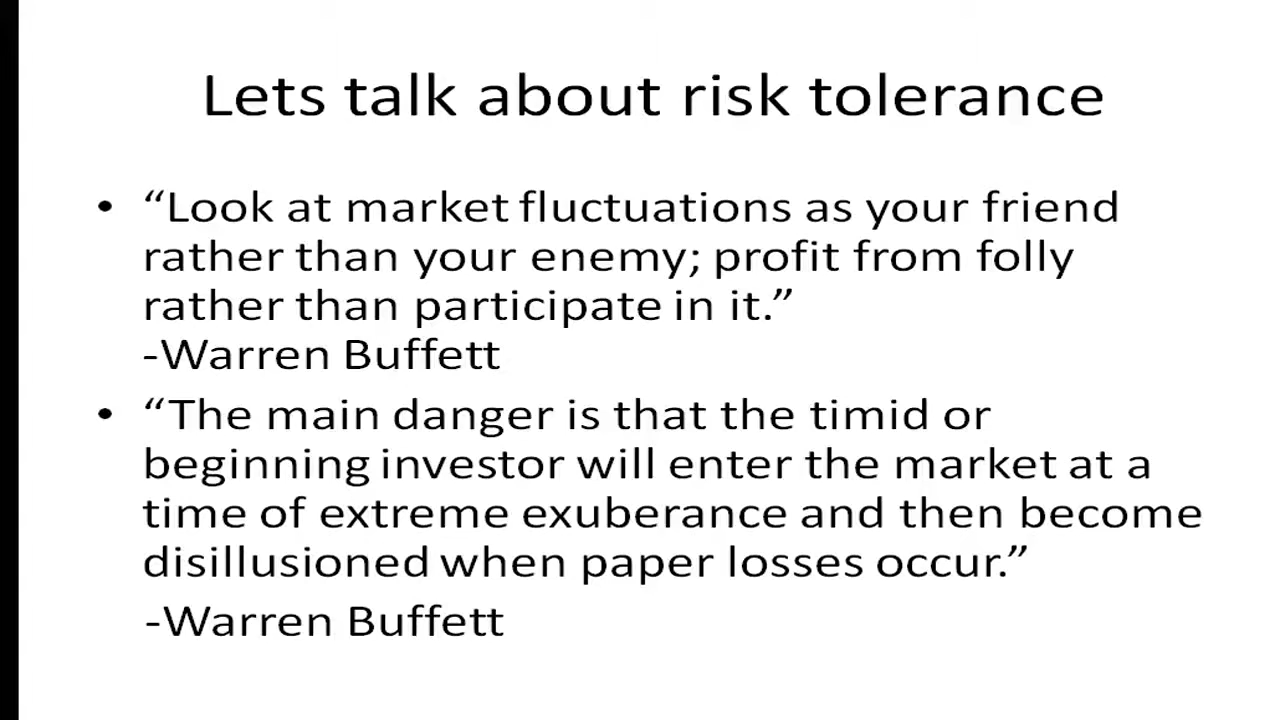 Lets talk about risk tolerance
• “Look at market fluctuations as your friend
rather than your enemy; profit from folly
rather than participate in it.”
-Warren Buffett
• “The main danger is that the timid or
beginning investor will enter the market at a
time of extreme exuberance and then become
disillusioned when paper losses occur.”
-Warren Buffett